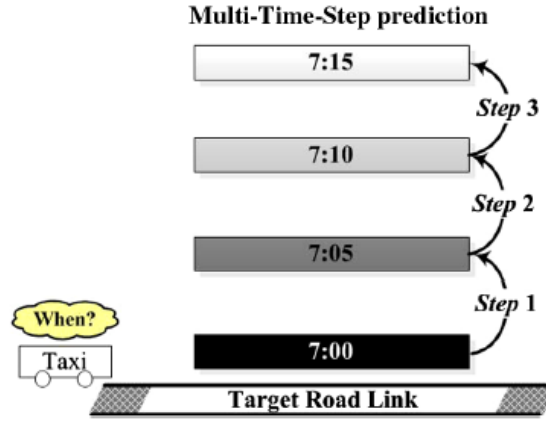 Multi-Time-Step prediction
7:15
Step 3
7:10
Step 2
7:05
When?
Step 1
Taxi
7:00
Target Road Link